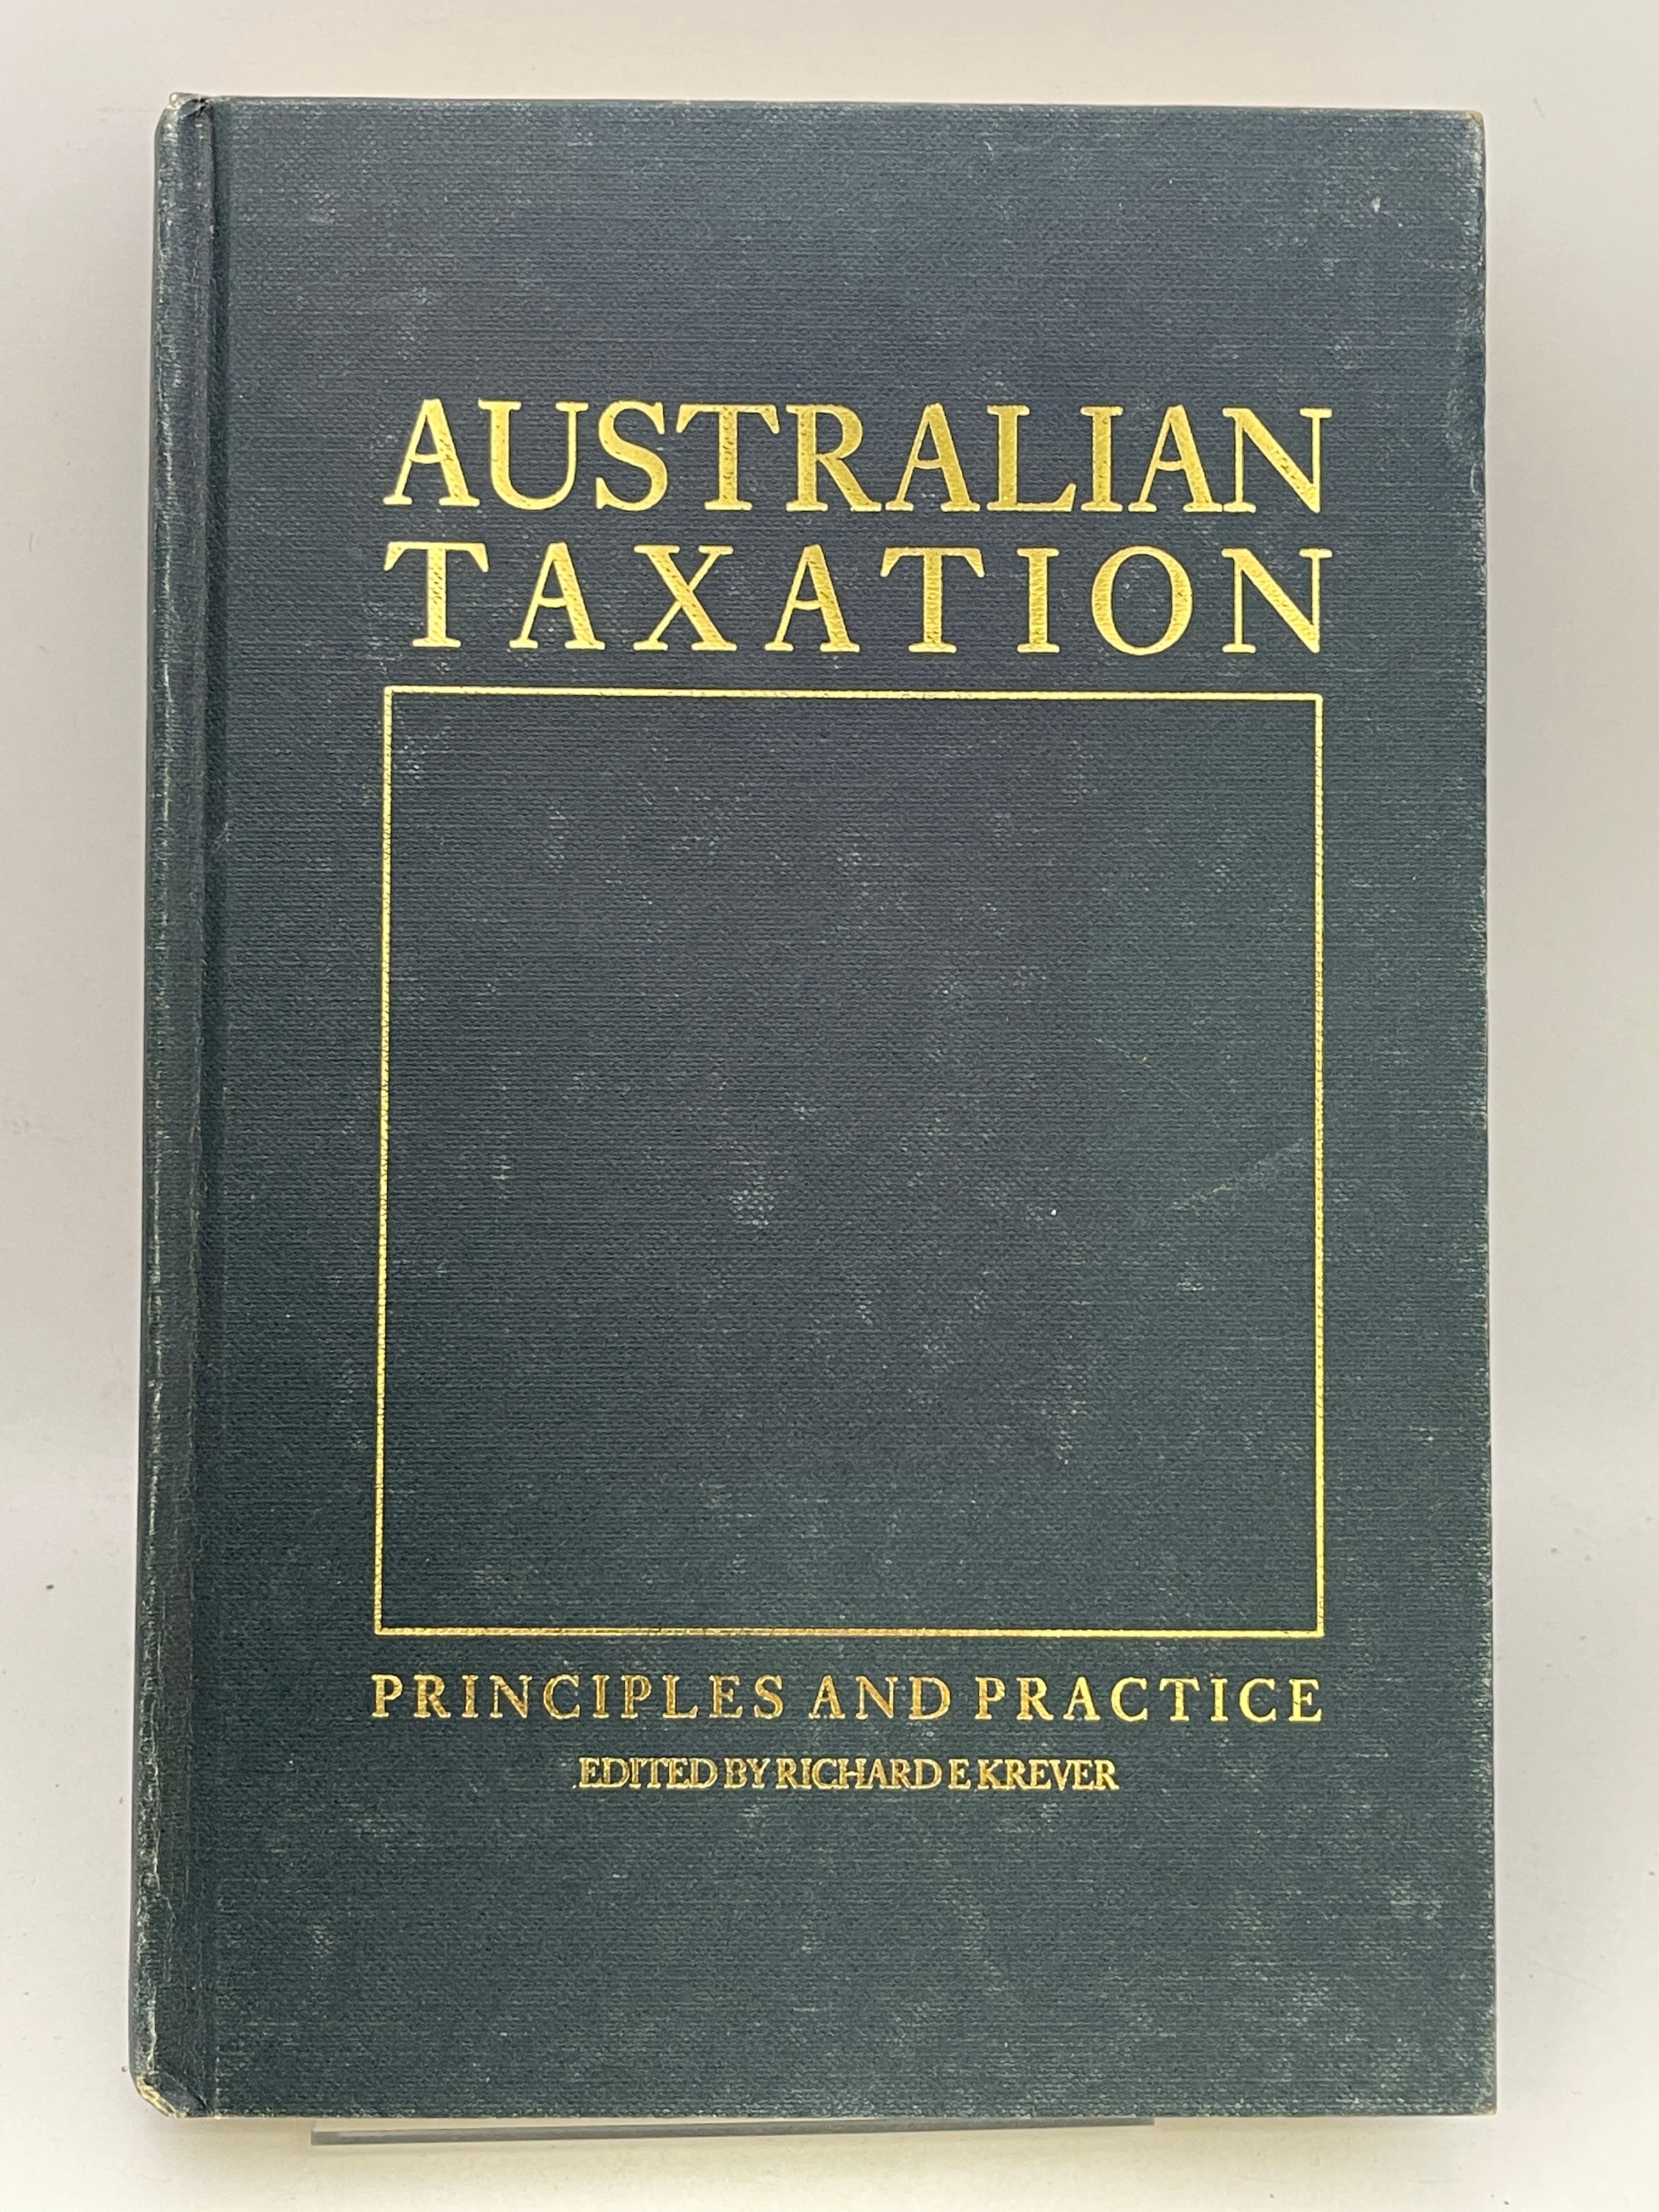 AUSTRALIAN
TAXATION
PRINCIPLES AND PRACTICE
EDITED BY RICHARD E KREVER